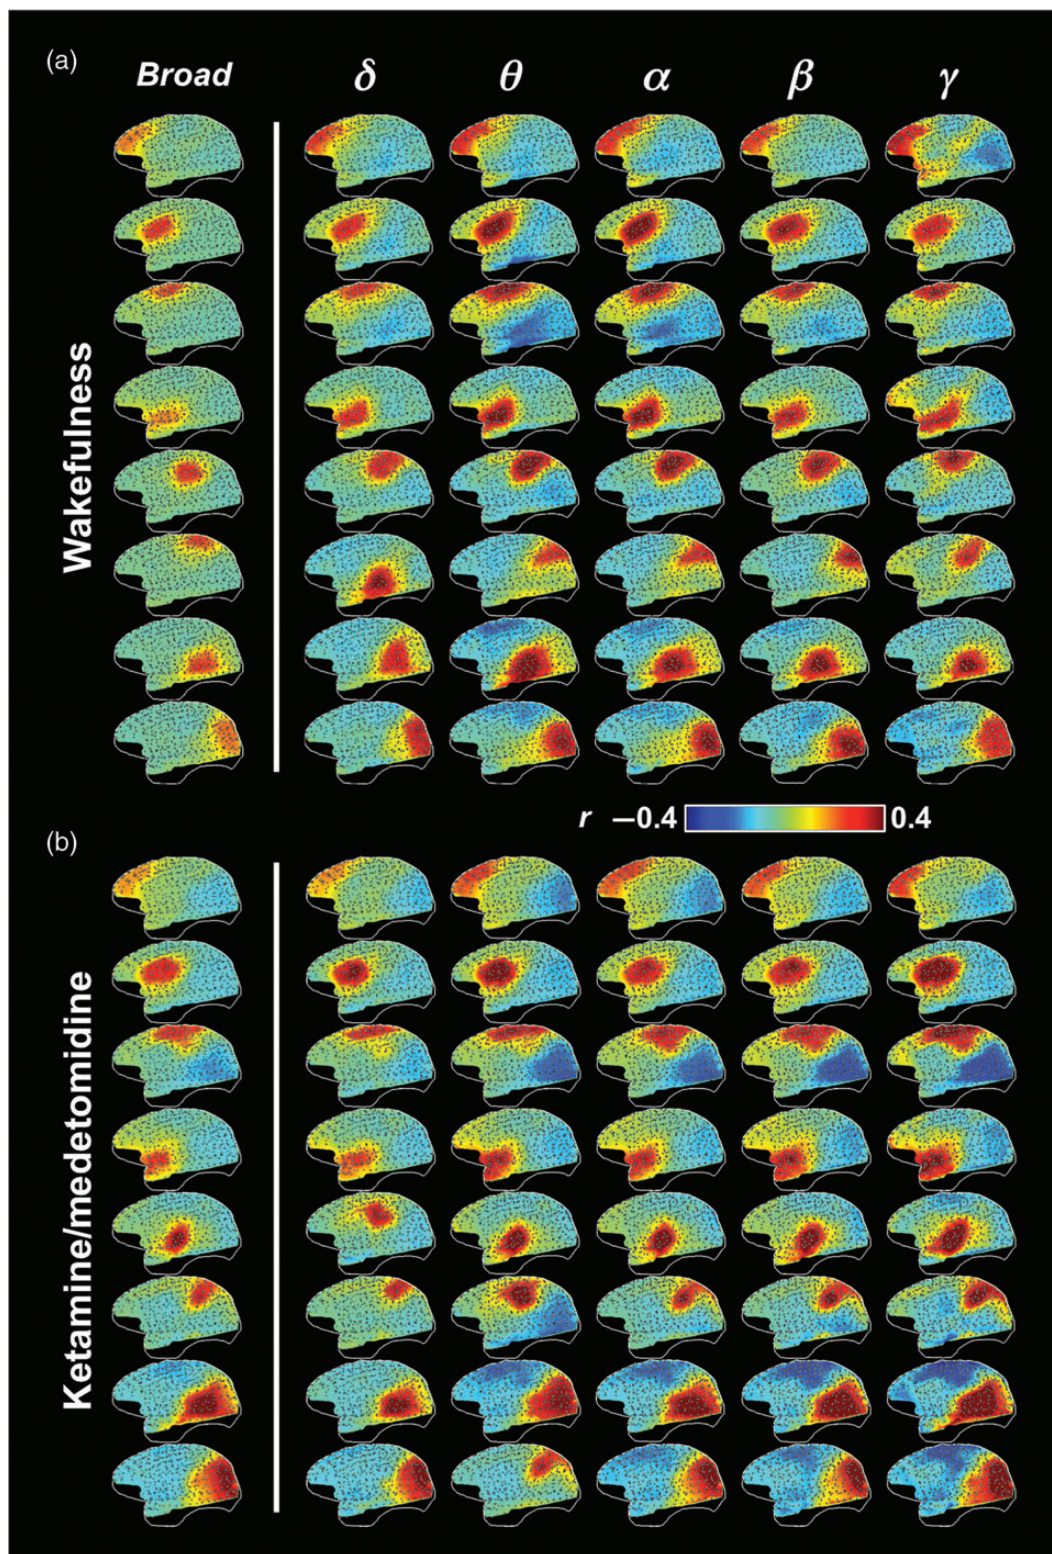 (a)
Broad δ θ α β γ
Wakefulness
r −0.4 0.4
(b)
Ketamine/medetomidine